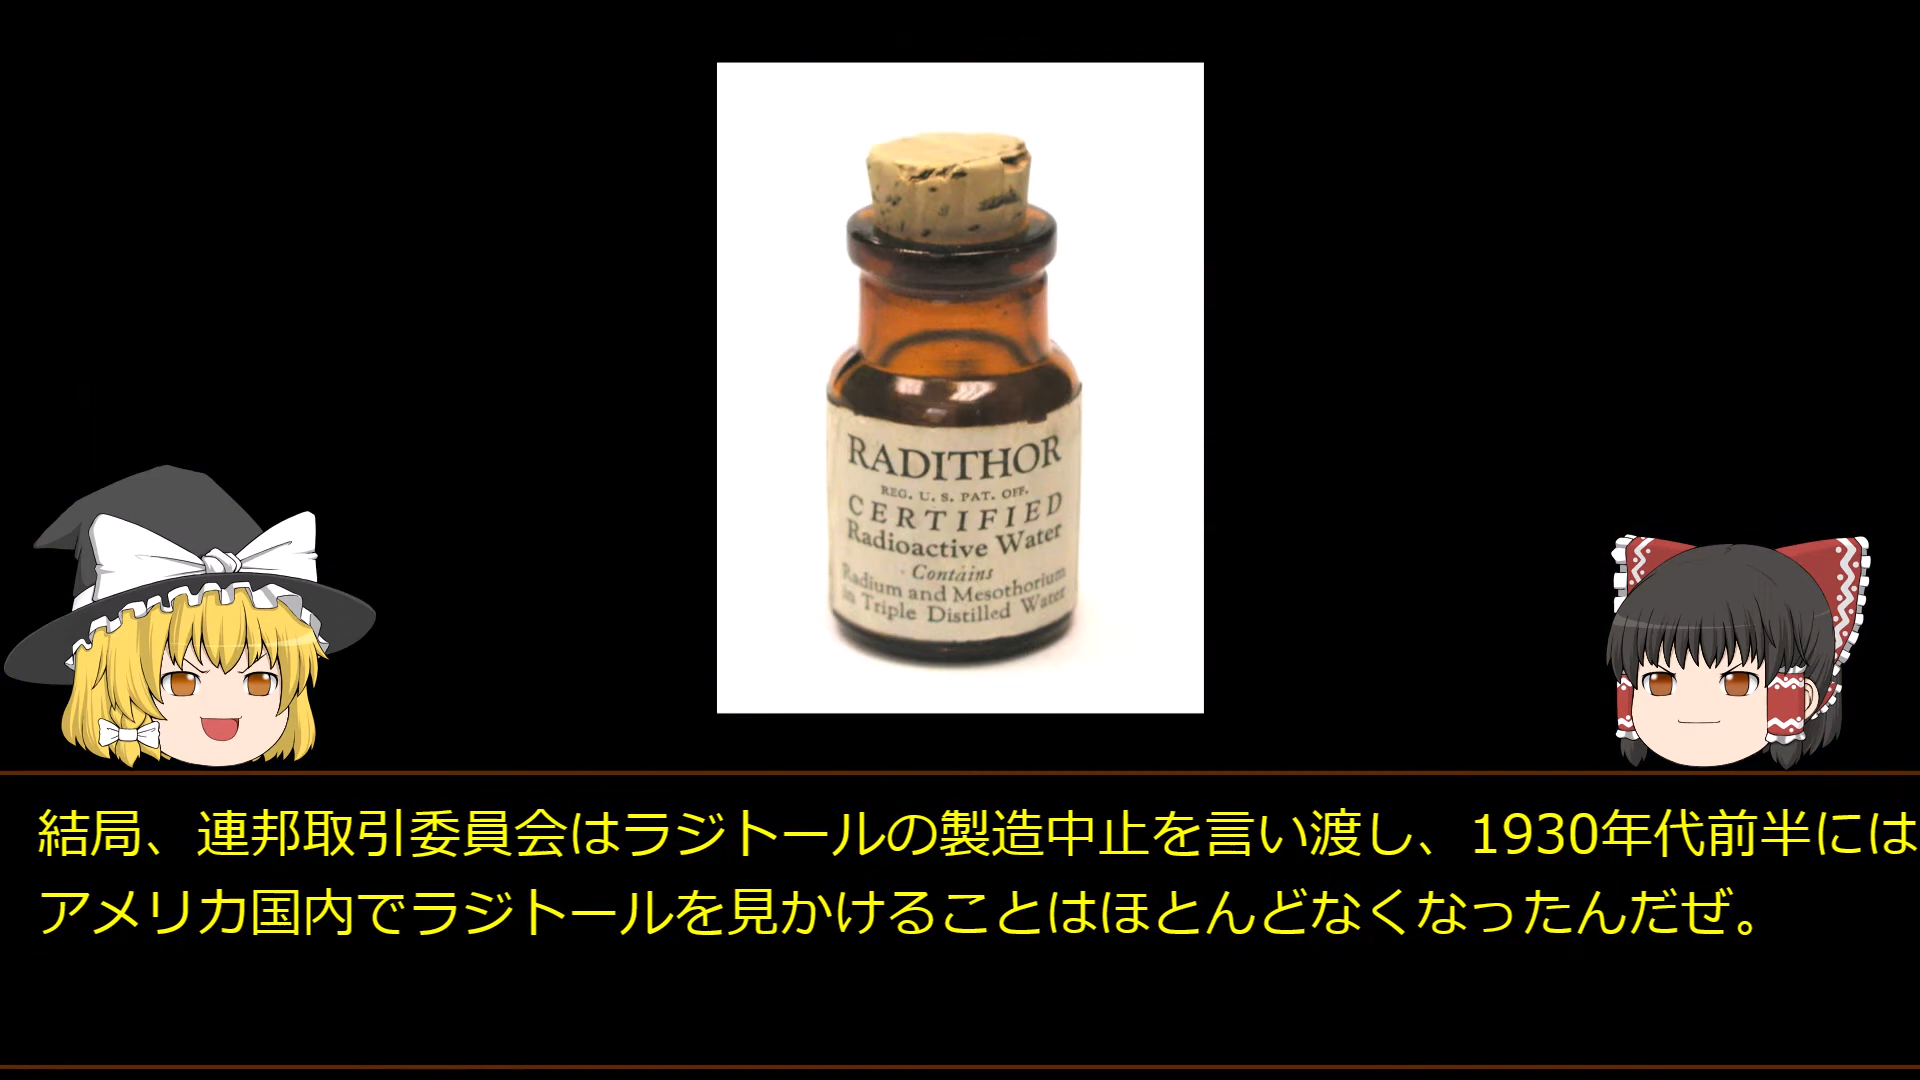 RADITHOR
REG. U. S. PAT. OFF.
CERTIFIED
Radioactive Water
Contains
Radium and Mesothorium
in Triple Distilled Water
結局、連邦取引委員会はラジトールの製造中止を言い渡し、1930年代前半には
アメリカ国内でラジトールを見かけることはほとんどなくなったんだぜ。